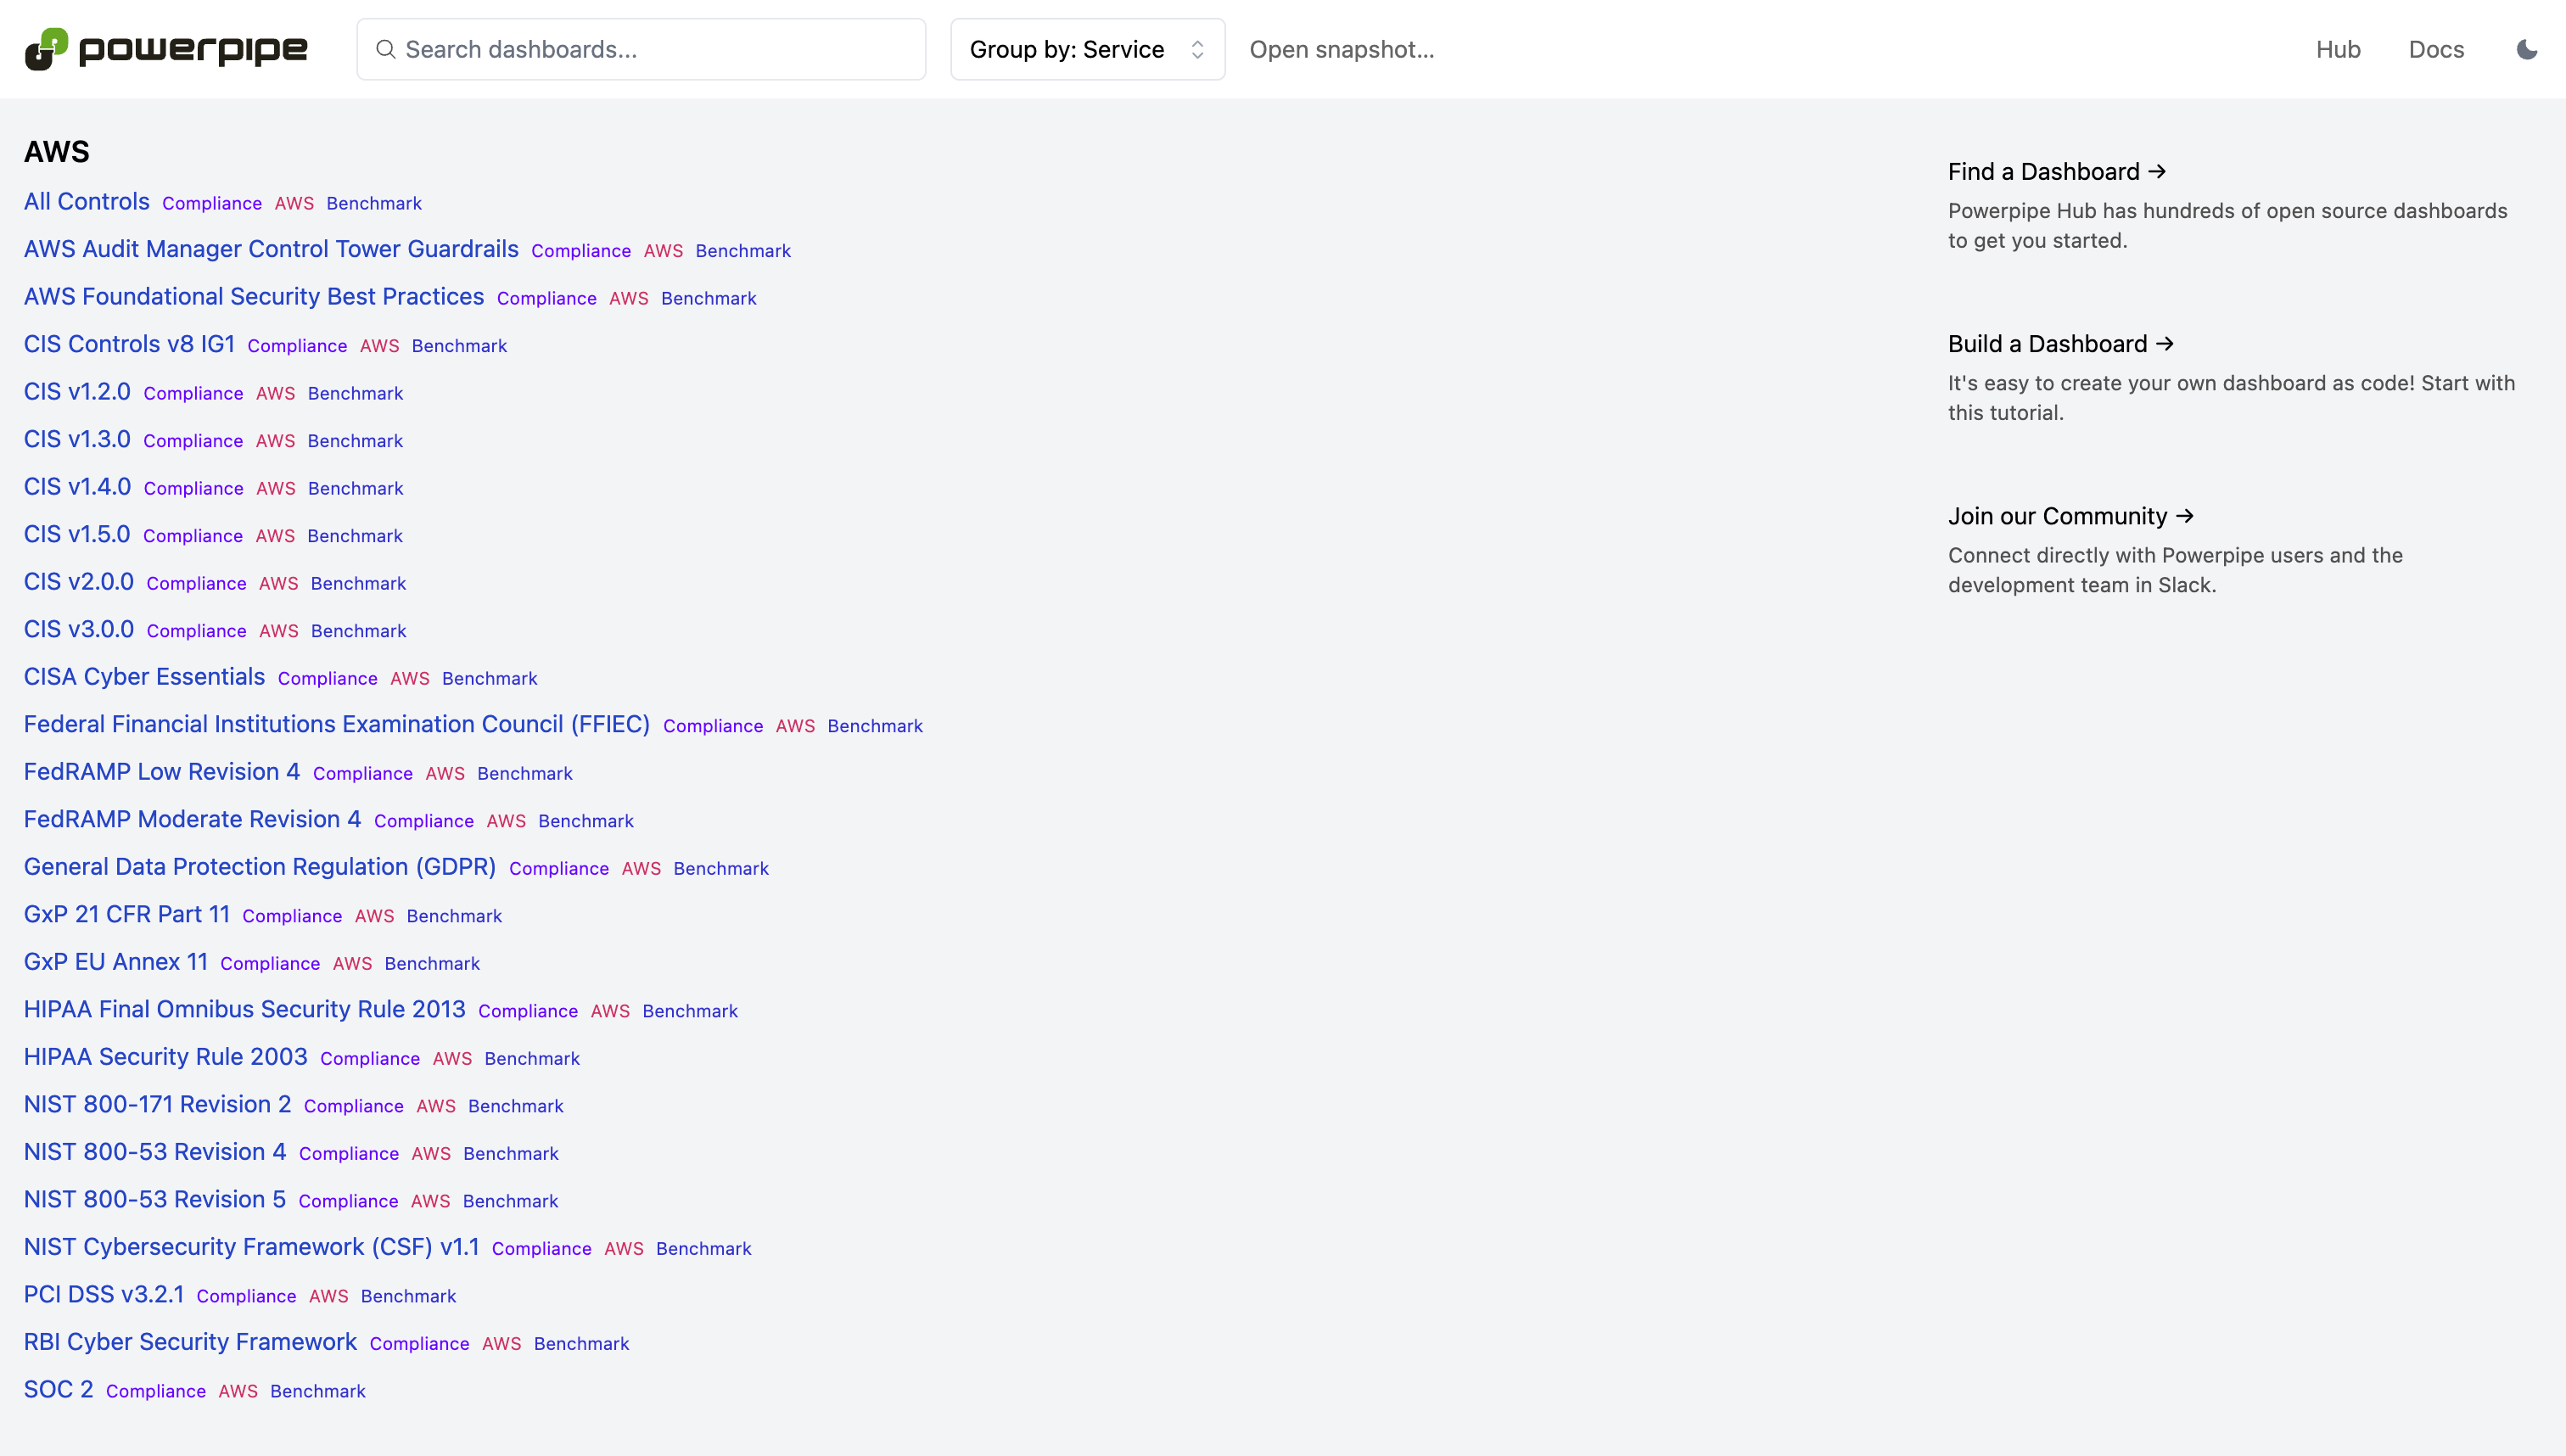 powerpipe Search dashboards... Group by: Service Open snapshot... Hub Docs
AWS
All Controls Compliance AWS Benchmark
AWS Audit Manager Control Tower Guardrails Compliance AWS Benchmark
AWS Foundational Security Best Practices Compliance AWS Benchmark
CIS Controls v8 IG1 Compliance AWS Benchmark
CIS v1.2.0 Compliance AWS Benchmark
CIS v1.3.0 Compliance AWS Benchmark
CIS v1.4.0 Compliance AWS Benchmark
CIS v1.5.0 Compliance AWS Benchmark
CIS v2.0.0 Compliance AWS Benchmark
CIS v3.0.0 Compliance AWS Benchmark
CISA Cyber Essentials Compliance AWS Benchmark
Federal Financial Institutions Examination Council (FFIEC) Compliance AWS Benchmark
FedRAMP Low Revision 4 Compliance AWS Benchmark
FedRAMP Moderate Revision 4 Compliance AWS Benchmark
General Data Protection Regulation (GDPR) Compliance AWS Benchmark
GxP 21 CFR Part 11 Compliance AWS Benchmark
GxP EU Annex 11 Compliance AWS Benchmark
HIPAA Final Omnibus Security Rule 2013 Compliance AWS Benchmark
HIPAA Security Rule 2003 Compliance AWS Benchmark
NIST 800-171 Revision 2 Compliance AWS Benchmark
NIST 800-53 Revision 4 Compliance AWS Benchmark
NIST 800-53 Revision 5 Compliance AWS Benchmark
NIST Cybersecurity Framework (CSF) v1.1 Compliance AWS Benchmark
PCI DSS v3.2.1 Compliance AWS Benchmark
RBI Cyber Security Framework Compliance AWS Benchmark
SOC 2 Compliance AWS Benchmark
Find a Dashboard →
Powerpipe Hub has hundreds of open source dashboards
to get you started.
Build a Dashboard →
It's easy to create your own dashboard as code! Start with
this tutorial.
Join our Community →
Connect directly with Powerpipe users and the
development team in Slack.